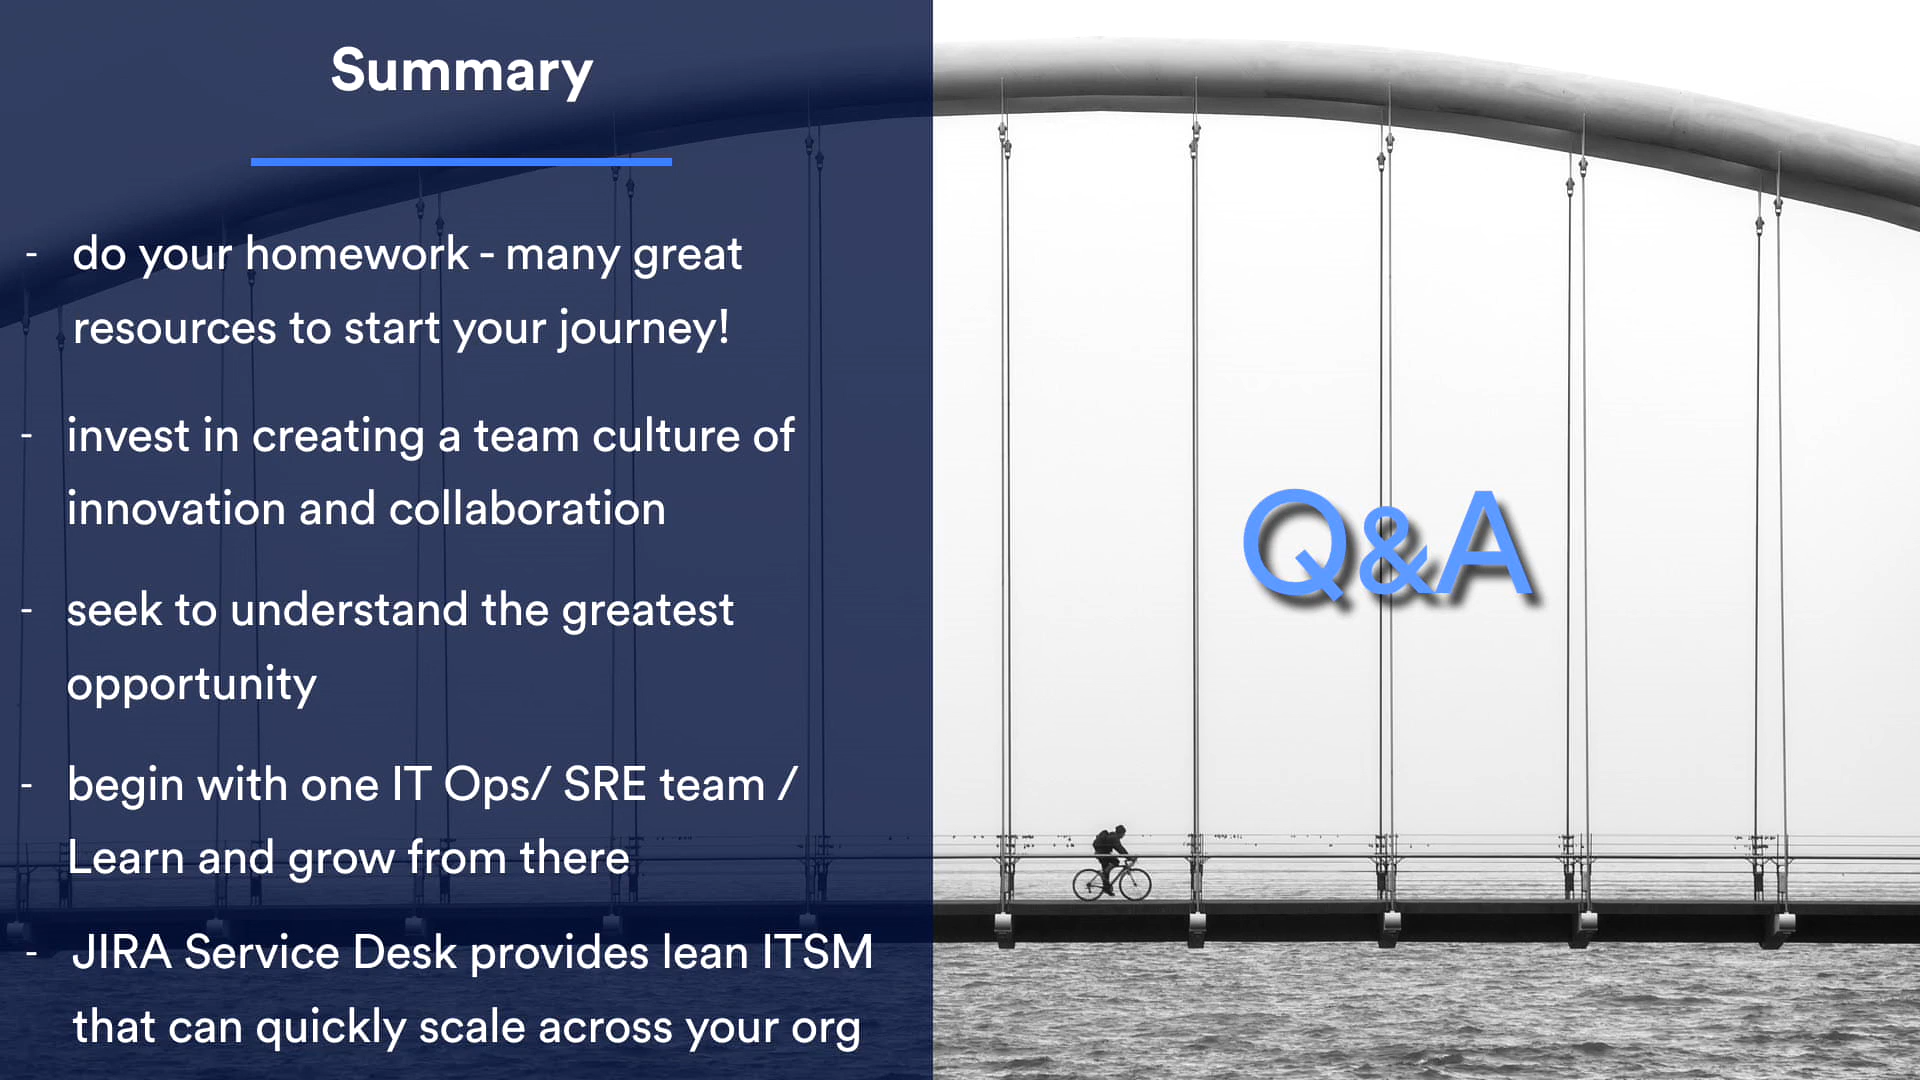 Summary
- do your homework - many great
resources to start your journey!
- invest in creating a team culture of
innovation and collaboration
- seek to understand the greatest
opportunity
- begin with one IT Ops/ SRE team /
Learn and grow from there
- JIRA Service Desk provides lean ITSM
that can quickly scale across your org
Q&A